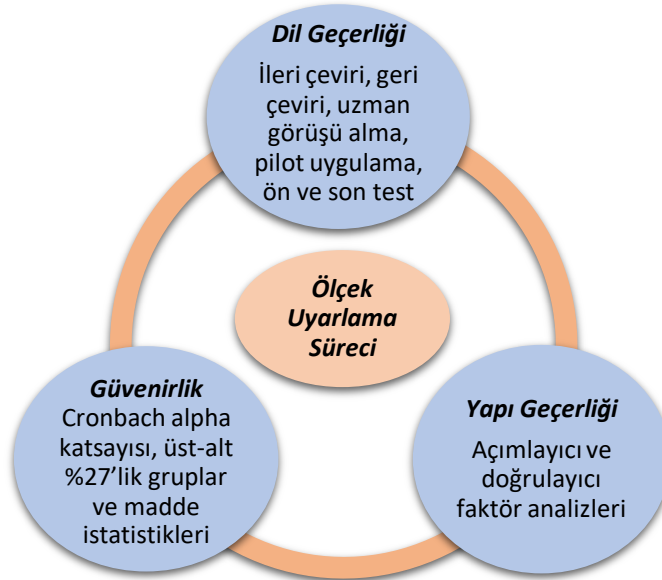 Dil Geçerliği
İleri çeviri, geri
çeviri, uzman
görüşü alma,
pilot uygulama,
ön ve son test
Ölçek
Uyarlama
Süreci
Güvenirlik
Cronbach alpha
katsayısı, üst-alt
%27’lik gruplar
ve madde
istatistikleri
Yapı Geçerliği
Açımlayıcı ve
doğrulayıcı
faktör analizleri